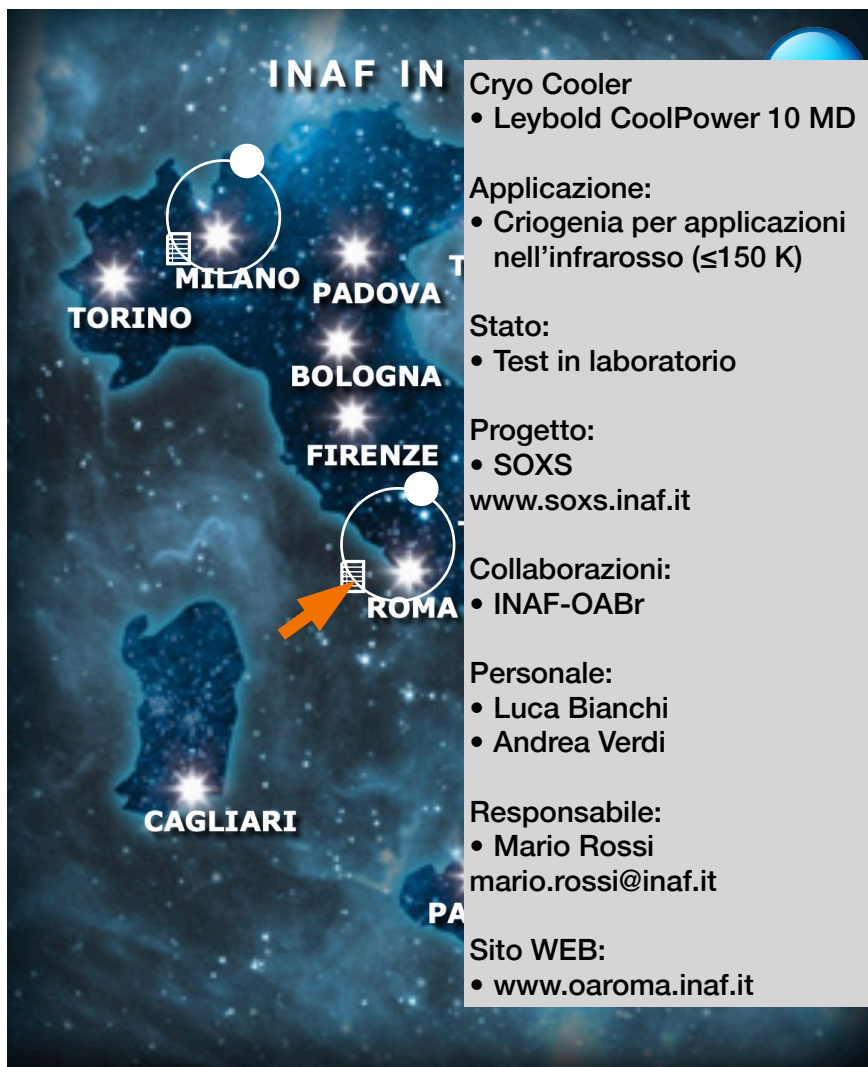 INAF IN
MILANO
TORINO
PADOVA
T
BOLOGNA
FIRENZE
ROMA
CAGLIARI
PA
Cryo Cooler
• Leybold CoolPower 10 MD
Applicazione:
• Criogenia per applicazioni
nell’infrarosso (≤150 K)
Stato:
• Test in laboratorio
Progetto:
• SOXS
www.soxs.inaf.it
Collaborazioni:
• INAF-OABr
Personale:
• Luca Bianchi
• Andrea Verdi
Responsabile:
• Mario Rossi
mario.rossi@inaf.it
Sito WEB:
• www.oaroma.inaf.it